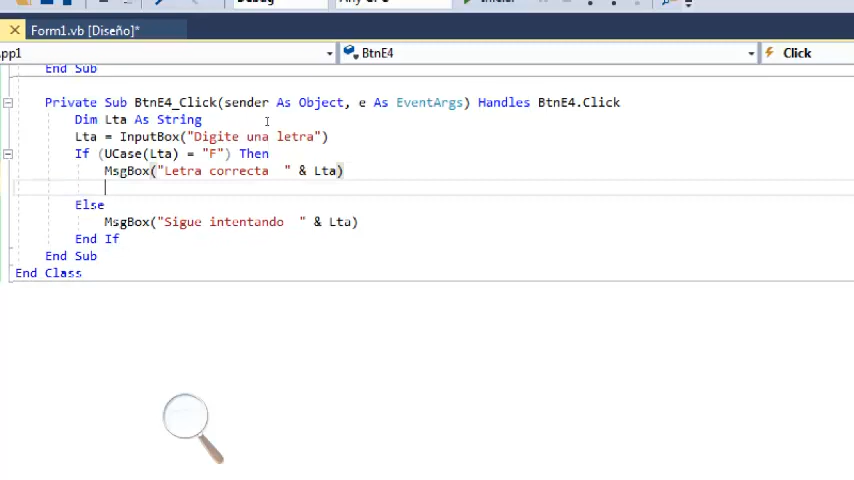 Form1.vb [Diseño]*
pp1 BtnE4 Click
End Sub
Private Sub BtnE4_Click(sender As Object, e As EventArgs) Handles BtnE4.Click
Dim Lta As String
Lta = InputBox("Digite una letra")
If (UCase(Lta) = "F") Then
MsgBox("Letra correcta  " & Lta)
Else
MsgBox("Sigue intentando  " & Lta)
End If
End Sub
End Class